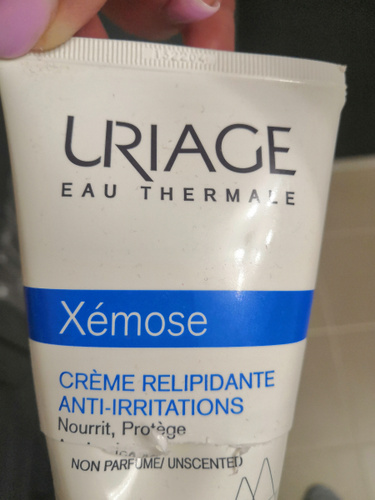 URIAGE
EAU THERMALE
Xémose
CRÈME RELIPIDANTE
ANTI-IRRITATIONS
Nourrit, Protège
NON PARFUMÉ/ UNSCENTED